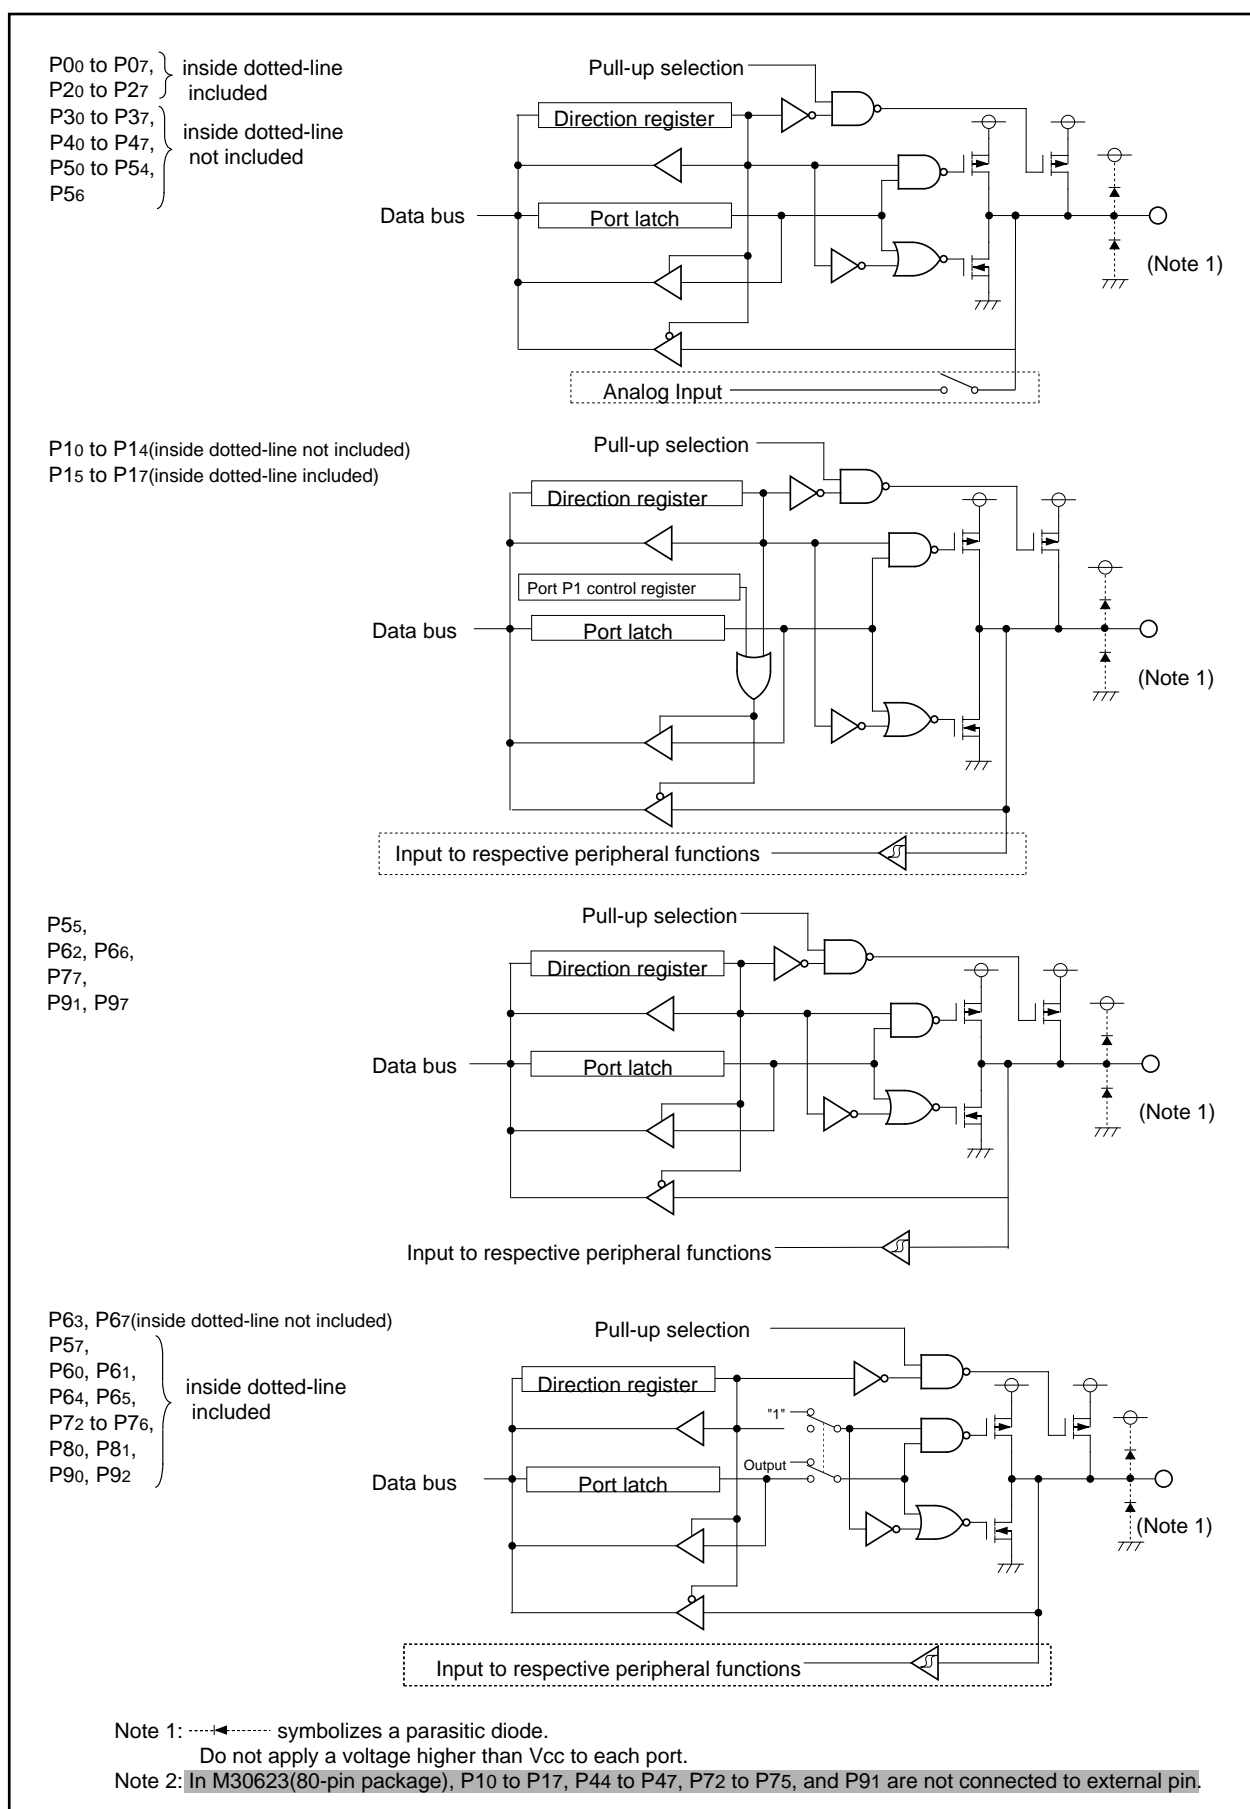 P00 to P07,
P20 to P27
inside dotted-line
included
P30 to P37,
P40 to P47,
P50 to P54,
P56
inside dotted-line
not included
Pull-up selection
Direction register
Data bus
Port latch
(Note 1)
Analog Input
P10 to P14(inside dotted-line not included)
P15 to P17(inside dotted-line included)
Pull-up selection
Direction register
Port P1 control register
Data bus
Port latch
(Note 1)
Input to respective peripheral functions
P55,
P62, P66,
P77,
P91, P97
Pull-up selection
Direction register
Data bus
Port latch
(Note 1)
Input to respective peripheral functions
P63, P67(inside dotted-line not included)
P57,
P60, P61,
P64, P65,
P72 to P76,
P80, P81,
P90, P92
inside dotted-line
included
Pull-up selection
Direction register
"1"
Output
Data bus
Port latch
(Note 1)
Input to respective peripheral functions
Note 1: symbolizes a parasitic diode.
Do not apply a voltage higher than Vcc to each port.
Note 2: In M30623(80-pin package), P10 to P17, P44 to P47, P72 to P75, and P91 are not connected to external pin.